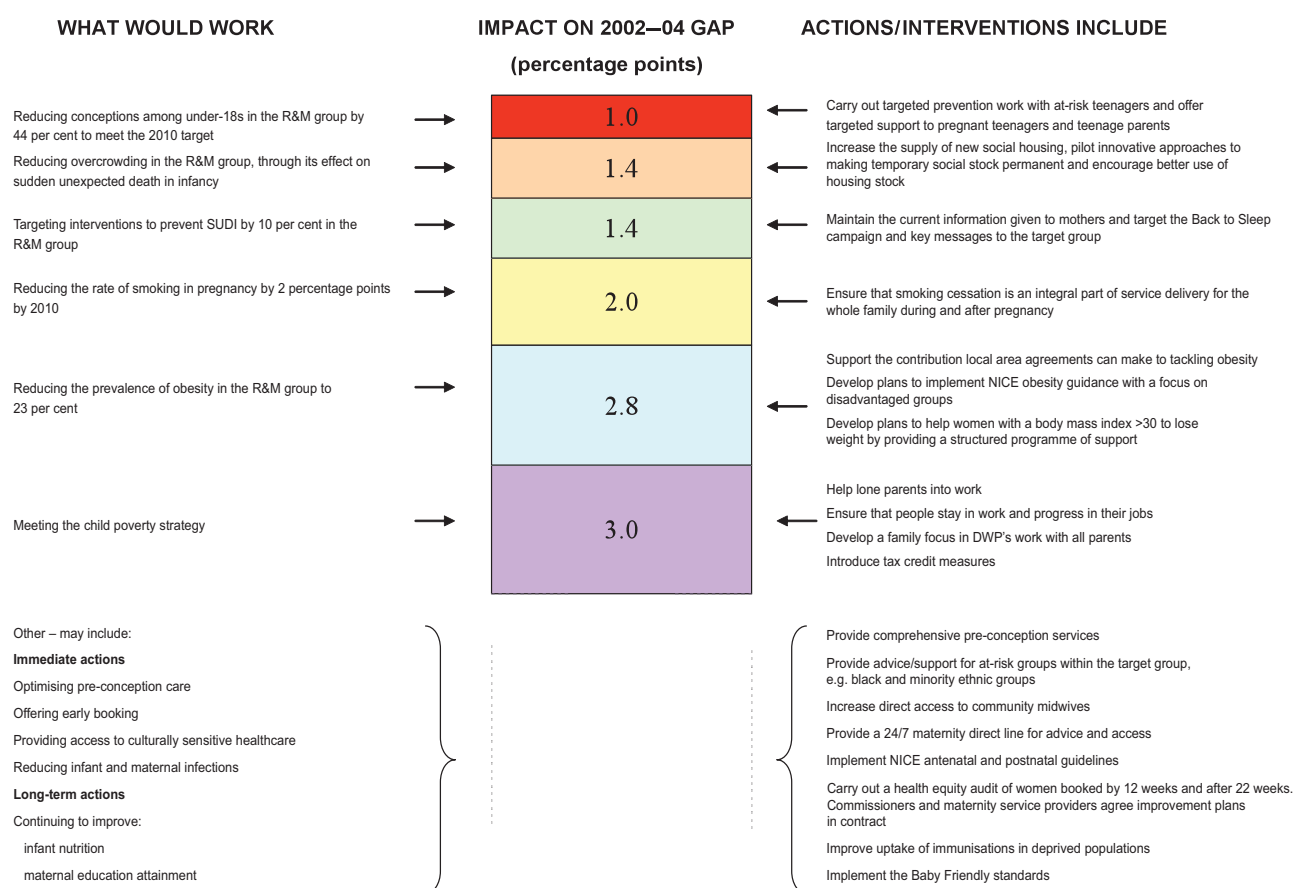 WHAT WOULD WORK
IMPACT ON 2002—04 GAP
(percentage points)
ACTIONS/INTERVENTIONS INCLUDE
Reducing conceptions among under-18s in the R&M group by
44 per cent to meet the 2010 target
1.0
Carry out targeted prevention work with at-risk teenagers and offer
targeted support to pregnant teenagers and teenage parents
Reducing overcrowding in the R&M group, through its effect on
sudden unexpected death in infancy
1.4
Increase the supply of new social housing, pilot innovative approaches to
making temporary social stock permanent and encourage better use of
housing stock
Targeting interventions to prevent SUDI by 10 per cent in the
R&M group
1.4
Maintain the current information given to mothers and target the Back to Sleep
campaign and key messages to the target group
Reducing the rate of smoking in pregnancy by 2 percentage points
by 2010
2.0
Ensure that smoking cessation is an integral part of service delivery for the
whole family during and after pregnancy
Reducing the prevalence of obesity in the R&M group to
23 per cent
2.8
Support the contribution local area agreements can make to tackling obesity
Develop plans to implement NICE obesity guidance with a focus on
disadvantaged groups
Develop plans to help women with a body mass index >30 to lose
weight by providing a structured programme of support
Meeting the child poverty strategy
3.0
Help lone parents into work
Ensure that people stay in work and progress in their jobs
Develop a family focus in DWP's work with all parents
Introduce tax credit measures
Other – may include:
Immediate actions
Optimising pre-conception care
Offering early booking
Providing access to culturally sensitive healthcare
Reducing infant and maternal infections
Long-term actions
Continuing to improve:
infant nutrition
maternal education attainment
Provide comprehensive pre-conception services
Provide advice/support for at-risk groups within the target group,
e.g. black and minority ethnic groups
Increase direct access to community midwives
Provide a 24/7 maternity direct line for advice and access
Implement NICE antenatal and postnatal guidelines
Carry out a health equity audit of women booked by 12 weeks and after 22 weeks.
Commissioners and maternity service providers agree improvement plans
in contract
Improve uptake of immunisations in deprived populations
Implement the Baby Friendly standards